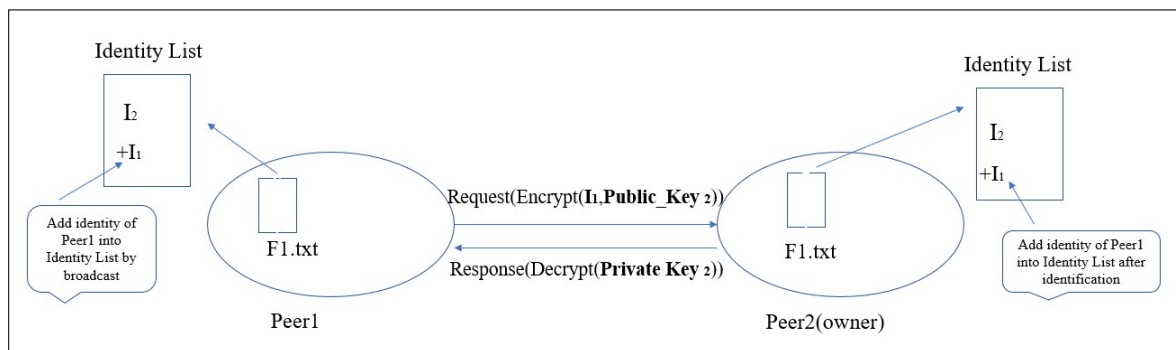 Identity List
I2
+I1
Add identity of
Peer1 into
Identity List by
broadcast
F1.txt
Peer1
Request(Encrypt(I1,Public_Key 2))
Response(Decrypt(Private Key 2))
Identity List
I2
+I1
Add identity of Peer1
into Identity List after
identification
F1.txt
Peer2(owner)